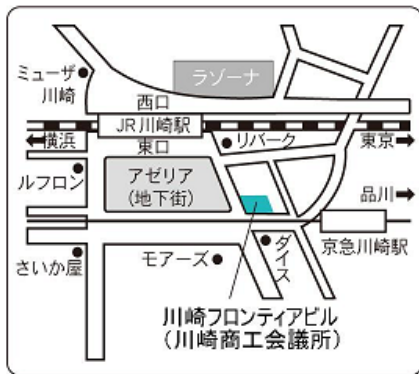 ミューザ
川崎
ラゾーナ
西口
JR川崎駅
東口
横浜
リバーク
東京
アゼリア
(地下街)
ルフロン
品川
さいか屋
モアーズ
ダイス
京急川崎駅
川崎フロンティアビル
(川崎商工会議所)